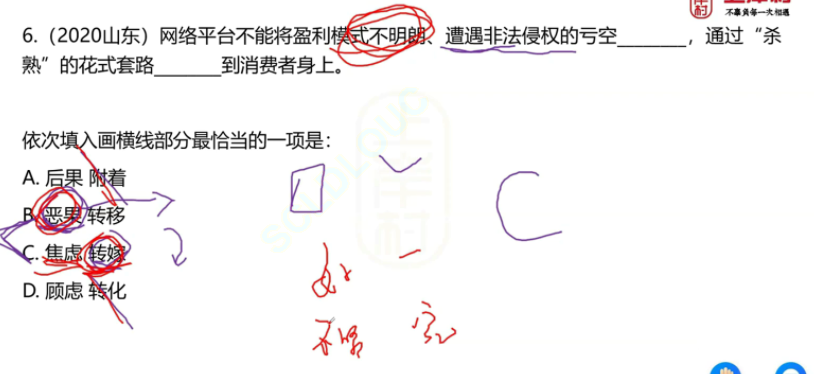 不辜负每一次相遇
6.（2020山东）网络平台不能将盈利模式不明朗、遭遇非法侵权的亏空________，通过“杀
熟”的花式套路________到消费者身上。
依次填入画横线部分最恰当的一项是：
A. 后果 附着
B. 恶果 转移
C. 焦虑 转嫁
D. 顾虑 转化